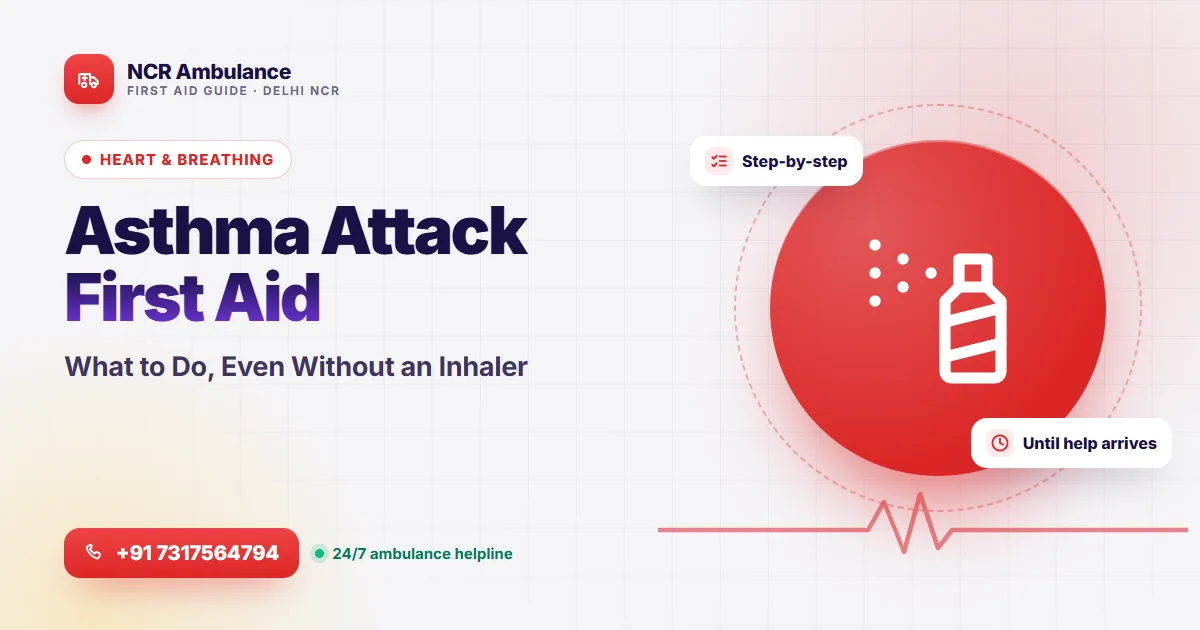 NCR Ambulance
FIRST AID GUIDE · DELHI NCR
HEART & BREATHING
Asthma Attack
First Aid
What to Do, Even Without an Inhaler
Step-by-step
Until help arrives
+91 7317564794
24/7 ambulance helpline